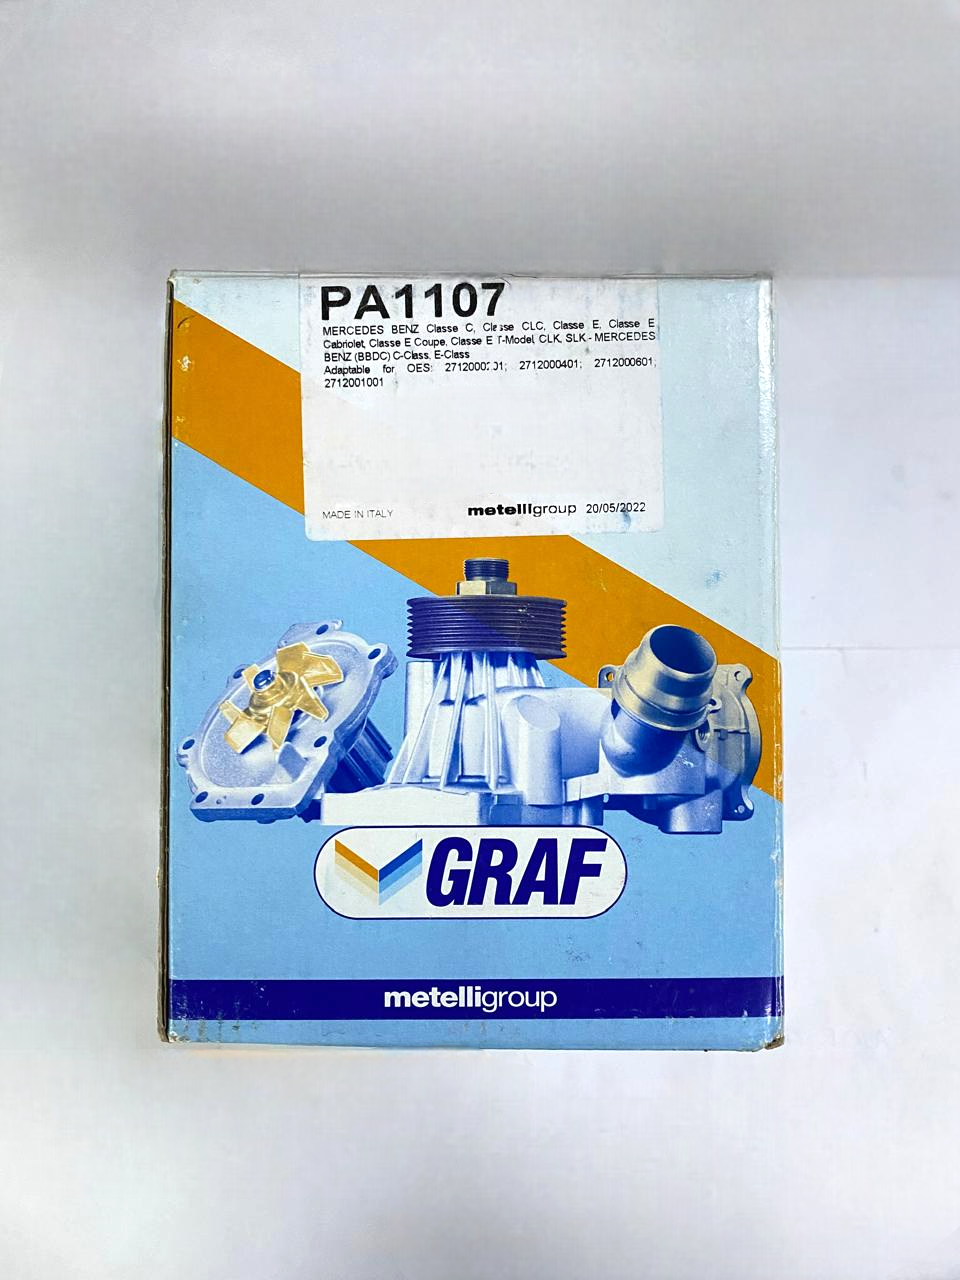 PA1107
MERCEDES BENZ Classe C, Classe CLC, Classe E, Classe E
Cabriolet, Classe E Coupe, Classe E T-Model, CLK, SLK - MERCEDES
BENZ (BBDC) C-Class, E-Class
Adaptable for OES: 2712000401; 2712000601;
2712001001
MADE IN ITALY metelligroup 20/05/2022
GRAF
metelligroup